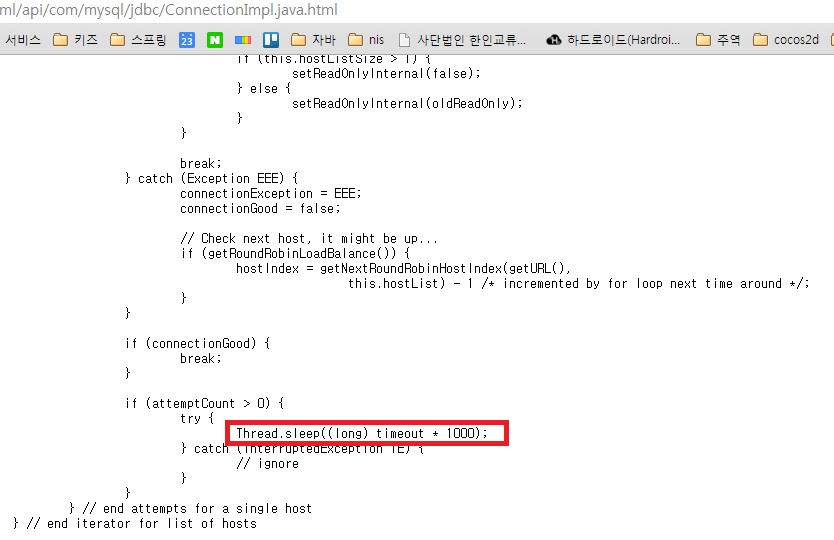 ml/api/com/mysql/jdbc/ConnectionImpl.java.html
서비스 키즈 스프링 23 N 자바 nis 사단법인 한인교류... 하드로이드(Hardroi... 주역 cocos2d
if (this.hostListSize > 1) {
setReadOnlyInternal(false);
} else {
setReadOnlyInternal(oldReadOnly);
}
}
break;
} catch (Exception EEE) {
connectionException = EEE;
connectionGood = false;
// Check next host, it might be up...
if (getRoundRobinLoadBalance()) {
hostIndex = getNextRoundRobinHostIndex(getURL(),
this.hostList) - 1 /* incremented by for loop next time around */;
}
}
if (connectionGood) {
break;
}
if (attemptCount > 0) {
try {
Thread.sleep((long) timeout * 1000);
} catch (InterruptedException IE) {
// ignore
}
}
} // end attempts for a single host
} // end iterator for list of hosts